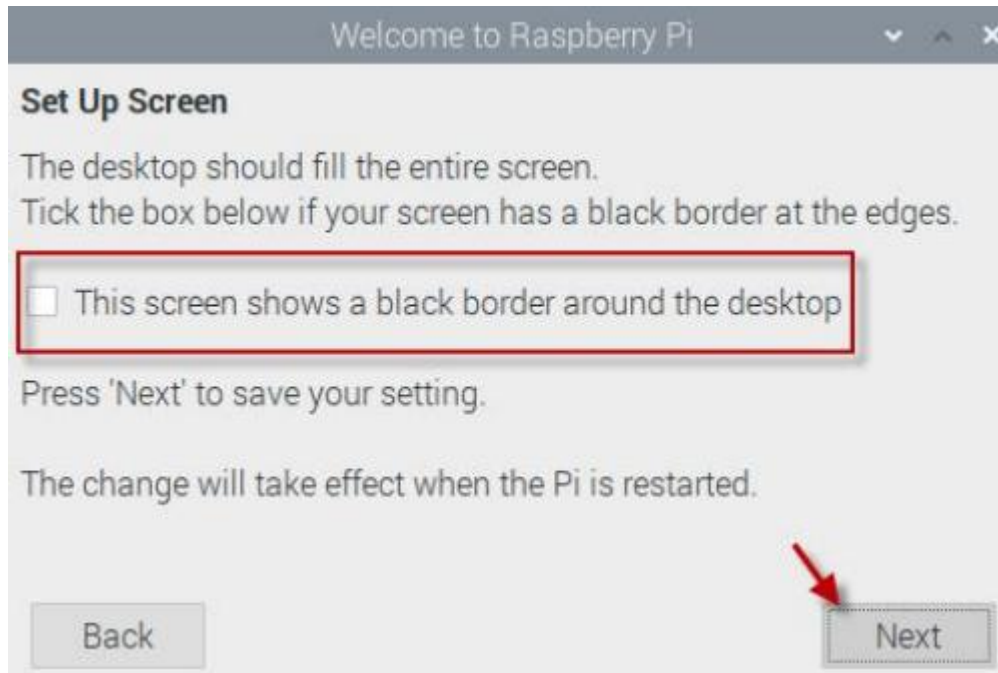 Welcome to Raspberry Pi
Set Up Screen
The desktop should fill the entire screen.
Tick the box below if your screen has a black border at the edges.
This screen shows a black border around the desktop
Press 'Next' to save your setting.
The change will take effect when the Pi is restarted.
Back
Next